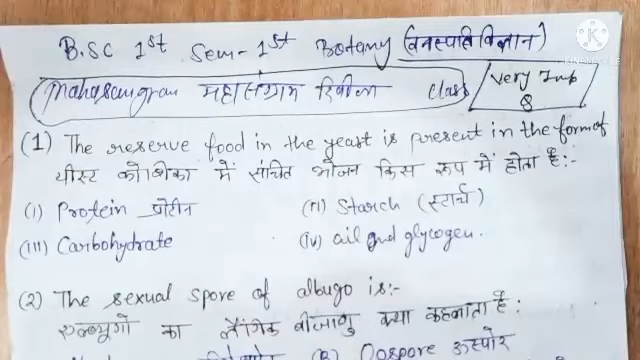 B.SC 1st Sem-1st Botany (वनस्पति विज्ञान)
Mahasangram महासंग्राम रिवीजन Class Very Imp Q
(1) The reserve food in the yeast is present in the form of
यीस्ट कोशिका में संचित भोजन किस रूप में होता है:-
(i) Protein प्रोटीन (ii) Starch (स्टार्च)
(iii) Carbohydrate (iv) oil and glycogen.
(2) The sexual spore of albugo is:-
एल्ब्यूगो का लैंगिक बीजाणु क्या कहलाता है:
(B) Oospore ऊस्पोर